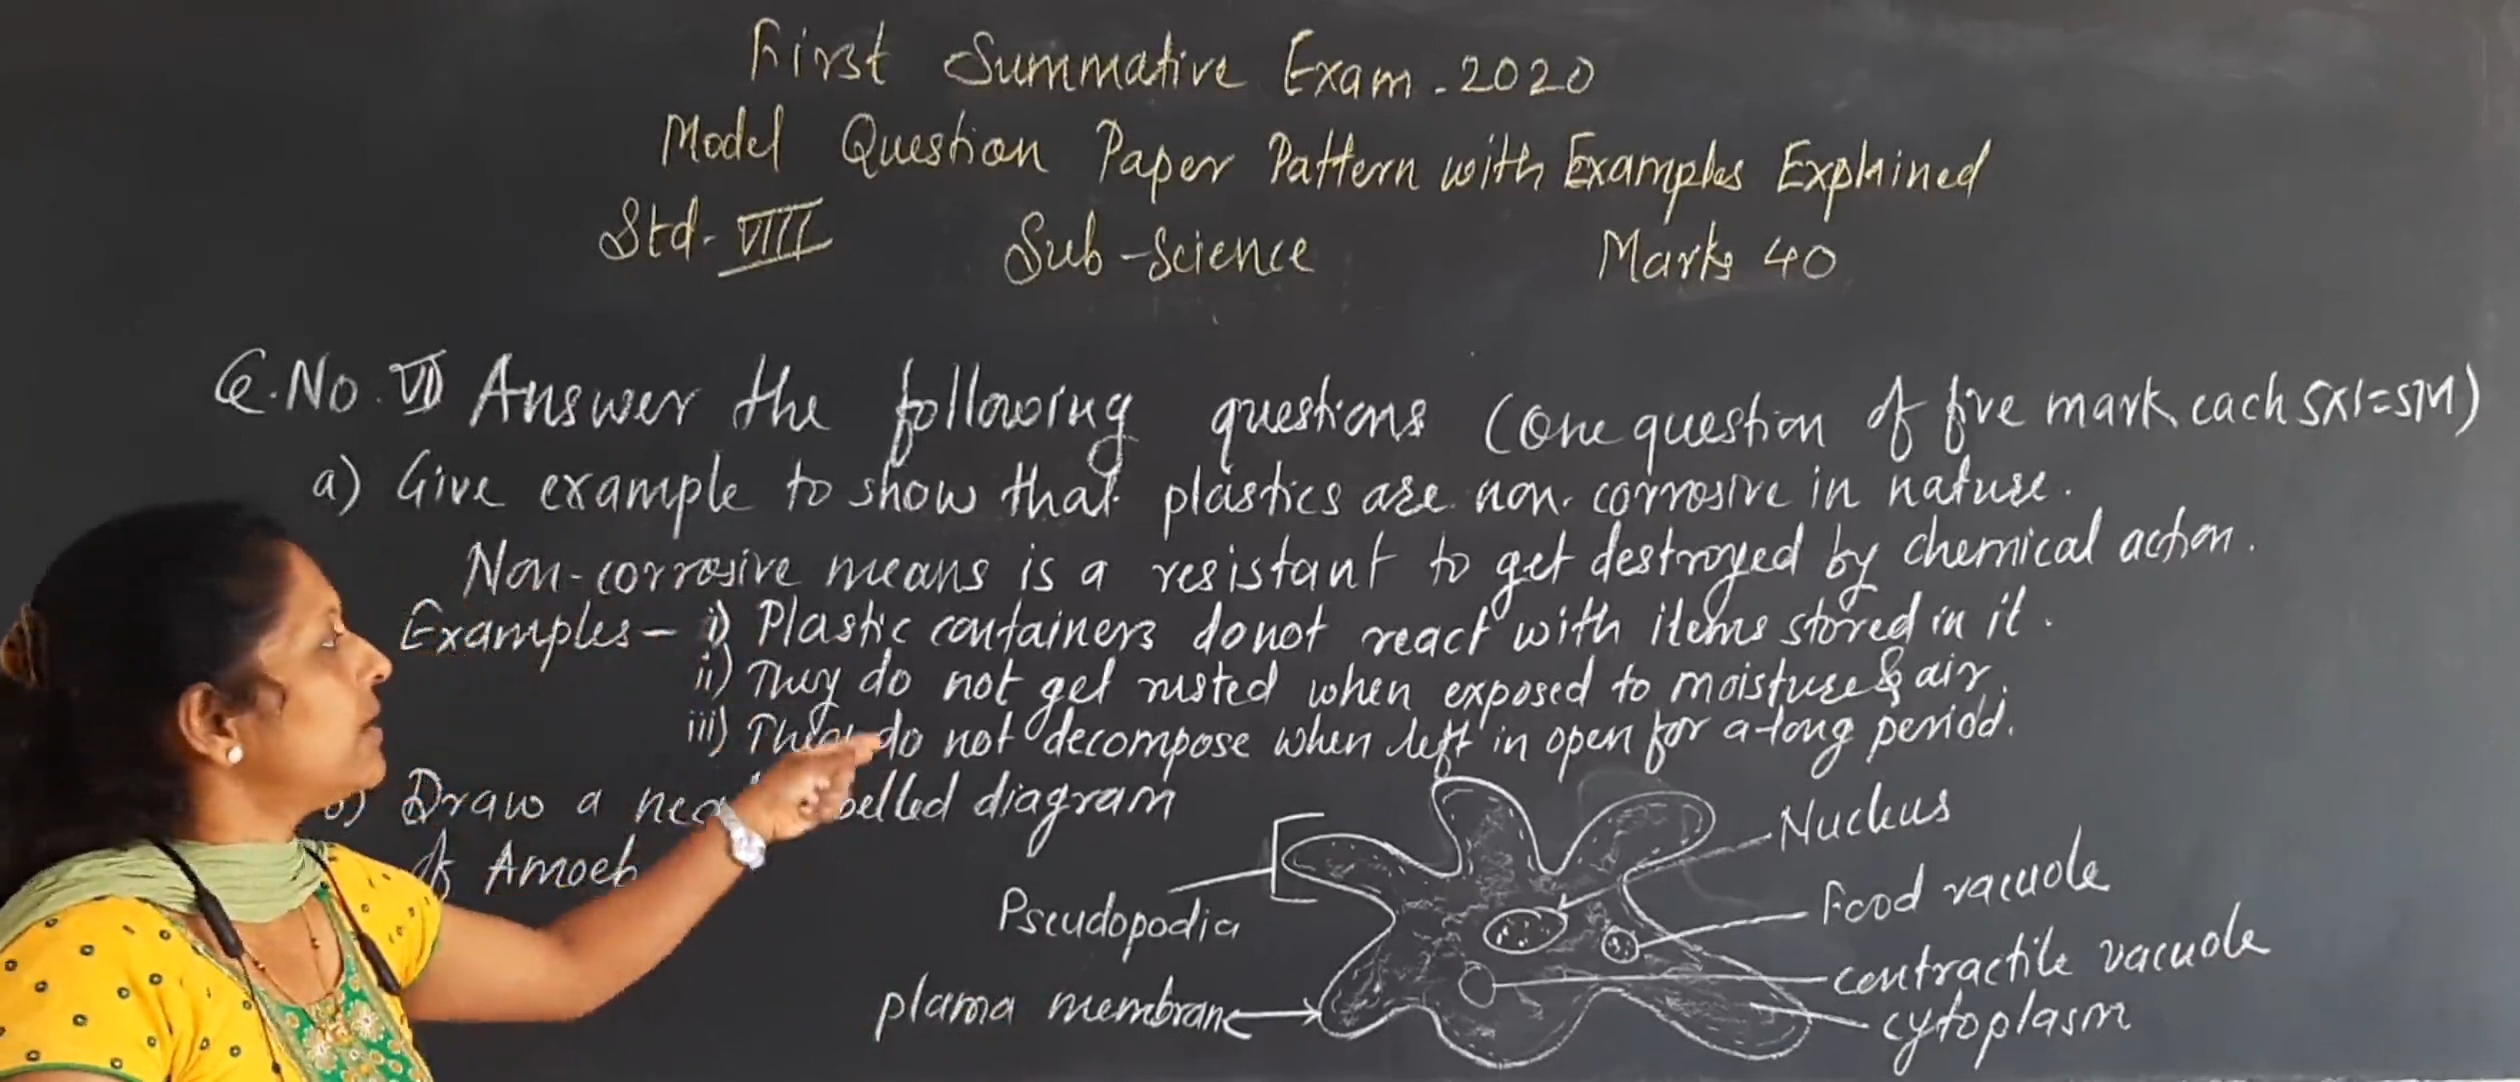 First Summative Exam. 2020
Model Question Paper Pattern with Examples Explained
Std. VIII Sub - Science Marks 40
Q. No. VI) Answer the following questions (One question of five mark each 5X1=5M)
a) Give example to show that plastics are non-corrosive in nature.
Non-corrosive means is a resistant to get destroyed by chemical action.
Examples - i) Plastic containers donot react with items stored in it.
ii) They do not get rusted when exposed to moisture & air.
iii) They do not decompose when left in open for a long period.
b) Draw a labelled diagram
of Amoeb
Nucleus
Food vacuole
Pseudopodia
contractile vacuole
plama membrane
cytoplasm